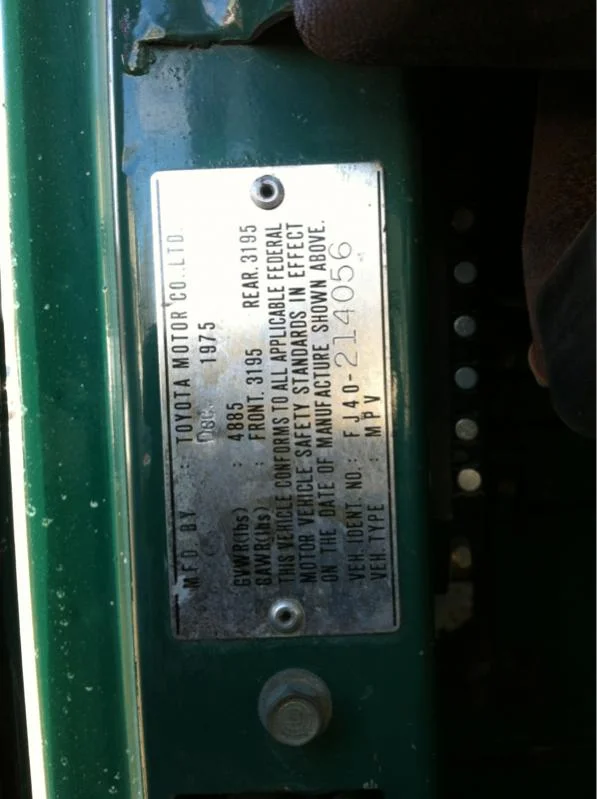 MFD. BY : TOYOTA MOTOR CO., LTD.
Dec. 1975
GVWR(lbs) : 4885
GAWR(lbs) : FRONT. 3195 REAR. 3195
THIS VEHICLE CONFORMS TO ALL APPLICABLE FEDERAL
MOTOR VEHICLE SAFETY STANDARDS IN EFFECT
ON THE DATE OF MANUFACTURE SHOWN ABOVE.
VEH. IDENT. NO.: FJ40-214056
VEH. TYPE : MPV